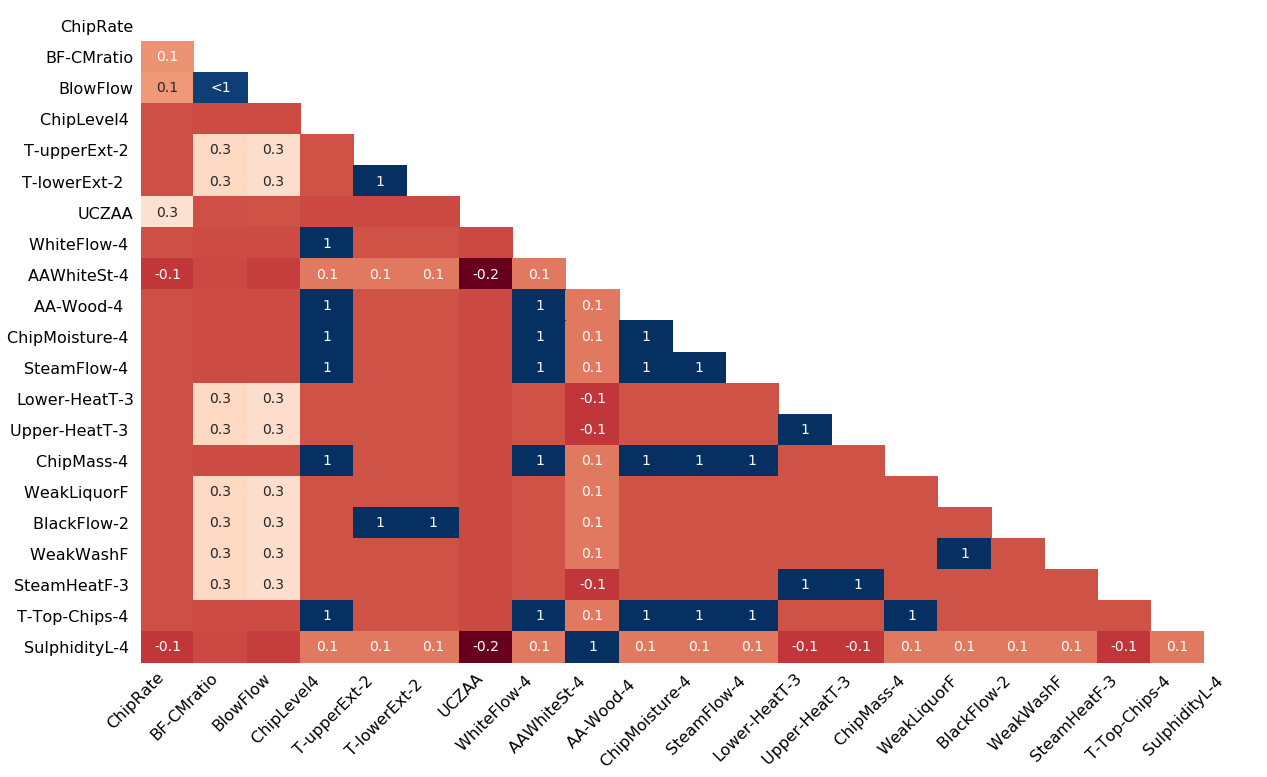 ChipRate
BF-CMratio 0.1
BlowFlow 0.1 <1
ChipLevel4
T-upperExt-2 0.3 0.3
T-lowerExt-2 0.3 0.3 1
UCZAA 0.3
WhiteFlow-4 1
AAWhiteSt-4 -0.1 0.1 0.1 0.1 -0.2 0.1
AA-Wood-4 1 1 0.1
ChipMoisture-4 1 1 0.1 1
SteamFlow-4 1 1 0.1 1 1
Lower-HeatT-3 0.3 0.3 -0.1
Upper-HeatT-3 0.3 0.3 -0.1 1
ChipMass-4 1 1 0.1 1 1 1
WeakLiquorF 0.3 0.3 0.1
BlackFlow-2 0.3 0.3 1 1 0.1
WeakWashF 0.3 0.3 0.1 1
SteamHeatF-3 0.3 0.3 -0.1 1 1
T-Top-Chips-4 1 1 0.1 1 1 1 1
SulphidityL-4 -0.1 0.1 0.1 0.1 -0.2 0.1 1 0.1 0.1 0.1 -0.1 -0.1 0.1 0.1 0.1 0.1 -0.1 0.1
ChipRate
BF-CMratio
BlowFlow
ChipLevel4
T-upperExt-2
T-lowerExt-2
UCZAA
WhiteFlow-4
AAWhiteSt-4
AA-Wood-4
ChipMoisture-4
SteamFlow-4
Lower-HeatT-3
Upper-HeatT-3
ChipMass-4
WeakLiquorF
BlackFlow-2
WeakWashF
SteamHeatF-3
T-Top-Chips-4
SulphidityL-4